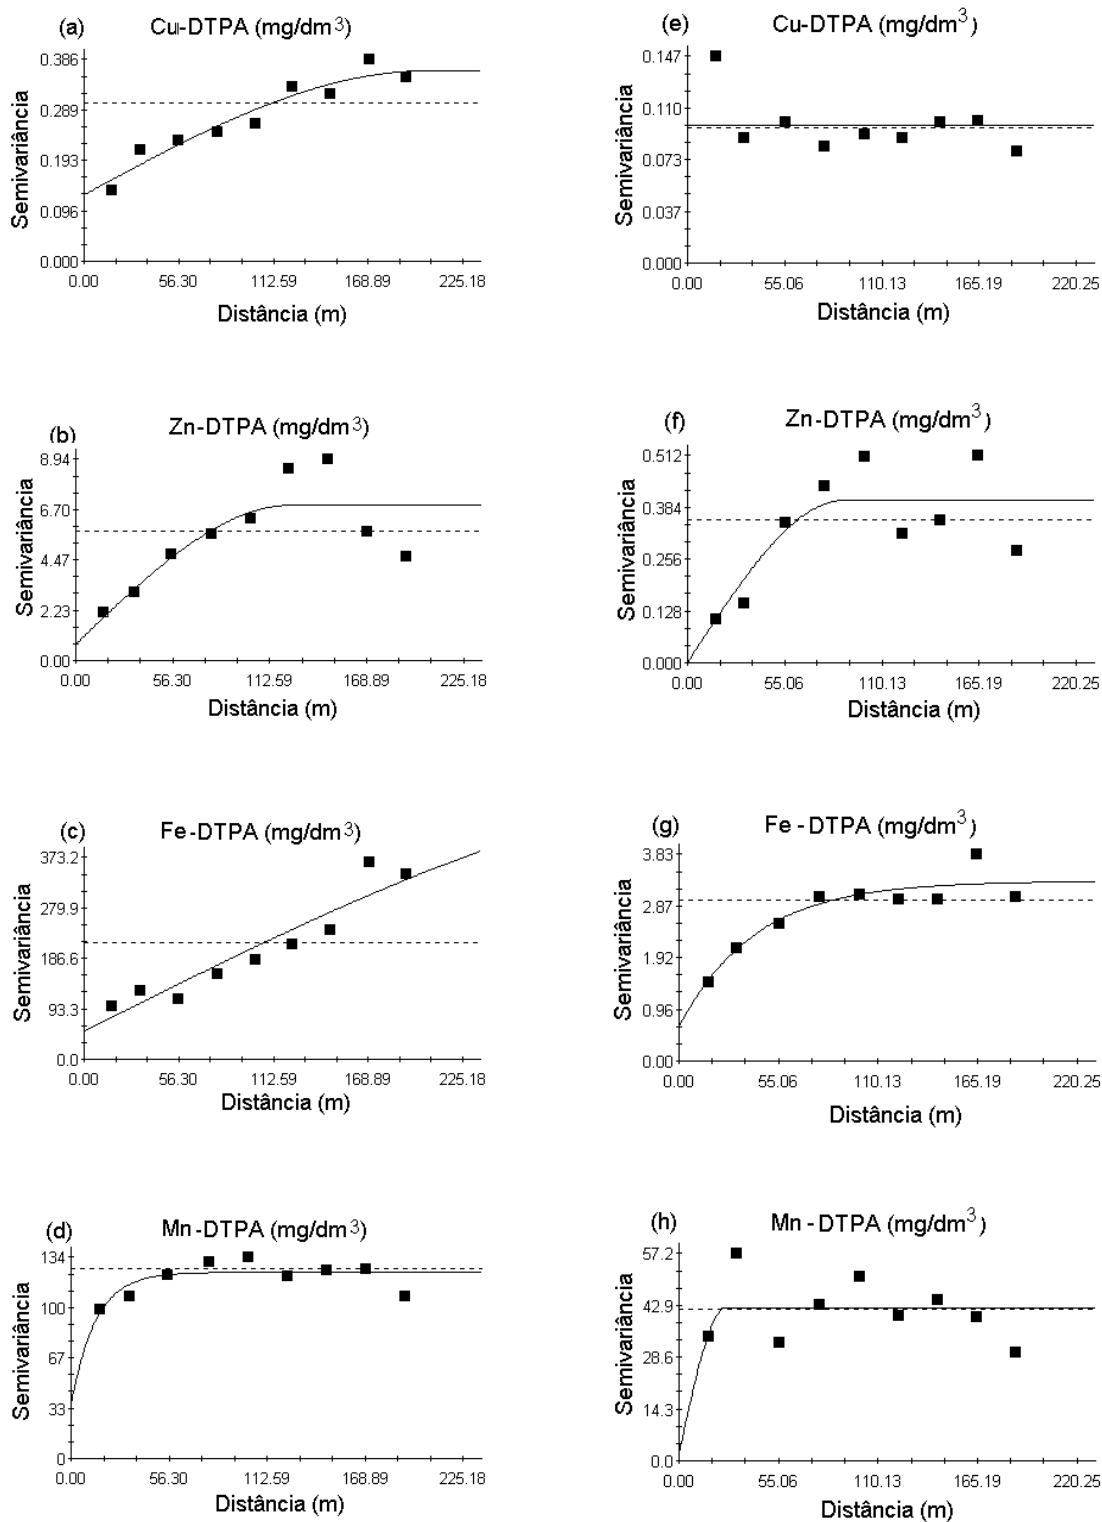 (a) Cu-DTPA (mg/dm3)
0.386
0.289
0.193
0.096
0.000
Semivariância
0.00 56.30 112.59 168.89 225.18
Distância (m)
(e) Cu-DTPA (mg/dm3)
0.147
0.110
0.073
0.037
0.000
Semivariância
0.00 55.06 110.13 165.19 220.25
Distância (m)
(b) Zn-DTPA (mg/dm3)
8.94
6.70
4.47
2.23
0.00
Semivariância
0.00 56.30 112.59 168.89 225.18
Distância (m)
(f) Zn-DTPA (mg/dm3)
0.512
0.384
0.256
0.128
0.000
Semivariância
0.00 55.06 110.13 165.19 220.25
Distância (m)
(c) Fe-DTPA (mg/dm3)
373.2
279.9
186.6
93.3
0.0
Semivariância
0.00 56.30 112.59 168.89 225.18
Distância (m)
(g) Fe-DTPA (mg/dm3)
3.83
2.87
1.92
0.96
0.00
Semivariância
0.00 55.06 110.13 165.19 220.25
Distância (m)
(d) Mn-DTPA (mg/dm3)
134
100
67
33
0
Semivariância
0.00 56.30 112.59 168.89 225.18
Distância (m)
(h) Mn-DTPA (mg/dm3)
57.2
42.9
28.6
14.3
0.0
Semivariância
0.00 55.06 110.13 165.19 220.25
Distância (m)